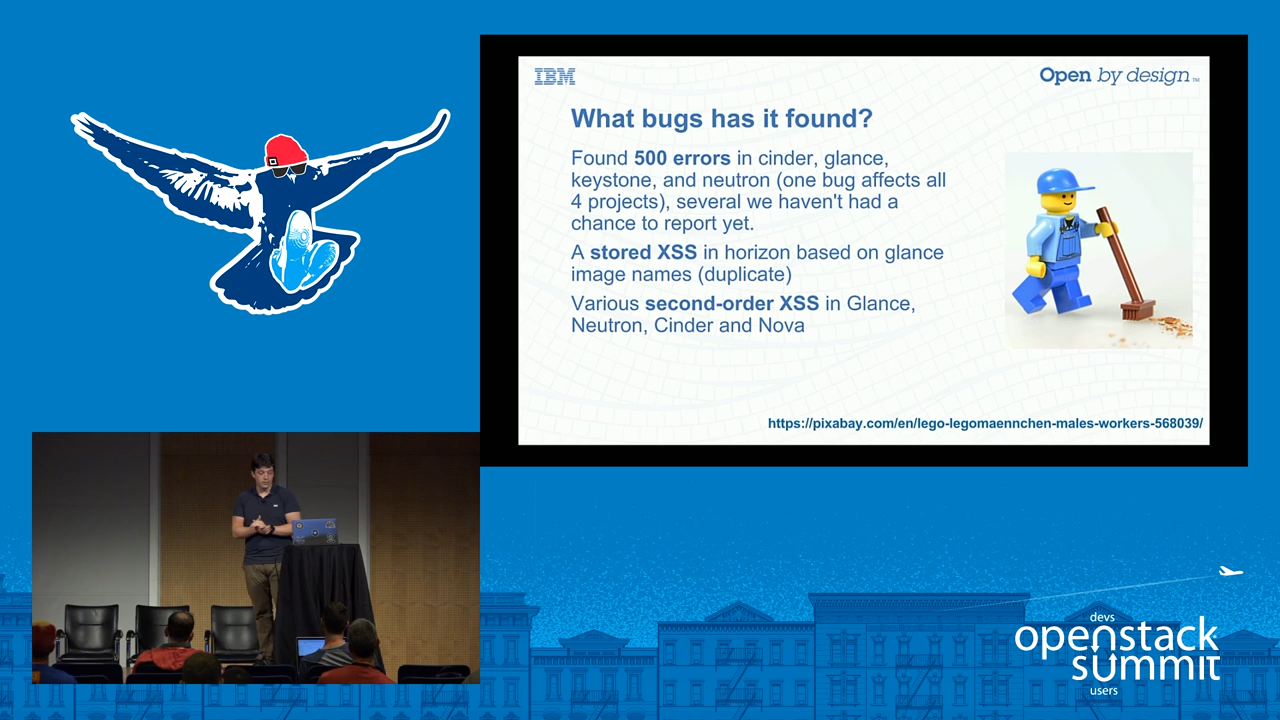 IBM
Open by design™
What bugs has it found?
Found 500 errors in cinder, glance,
keystone, and neutron (one bug affects all
4 projects), several we haven't had a
chance to report yet.
A stored XSS in horizon based on glance
image names (duplicate)
Various second-order XSS in Glance,
Neutron, Cinder and Nova
https://pixabay.com/en/lego-legomaennchen-males-workers-568039/
devs
openstack
summit
users